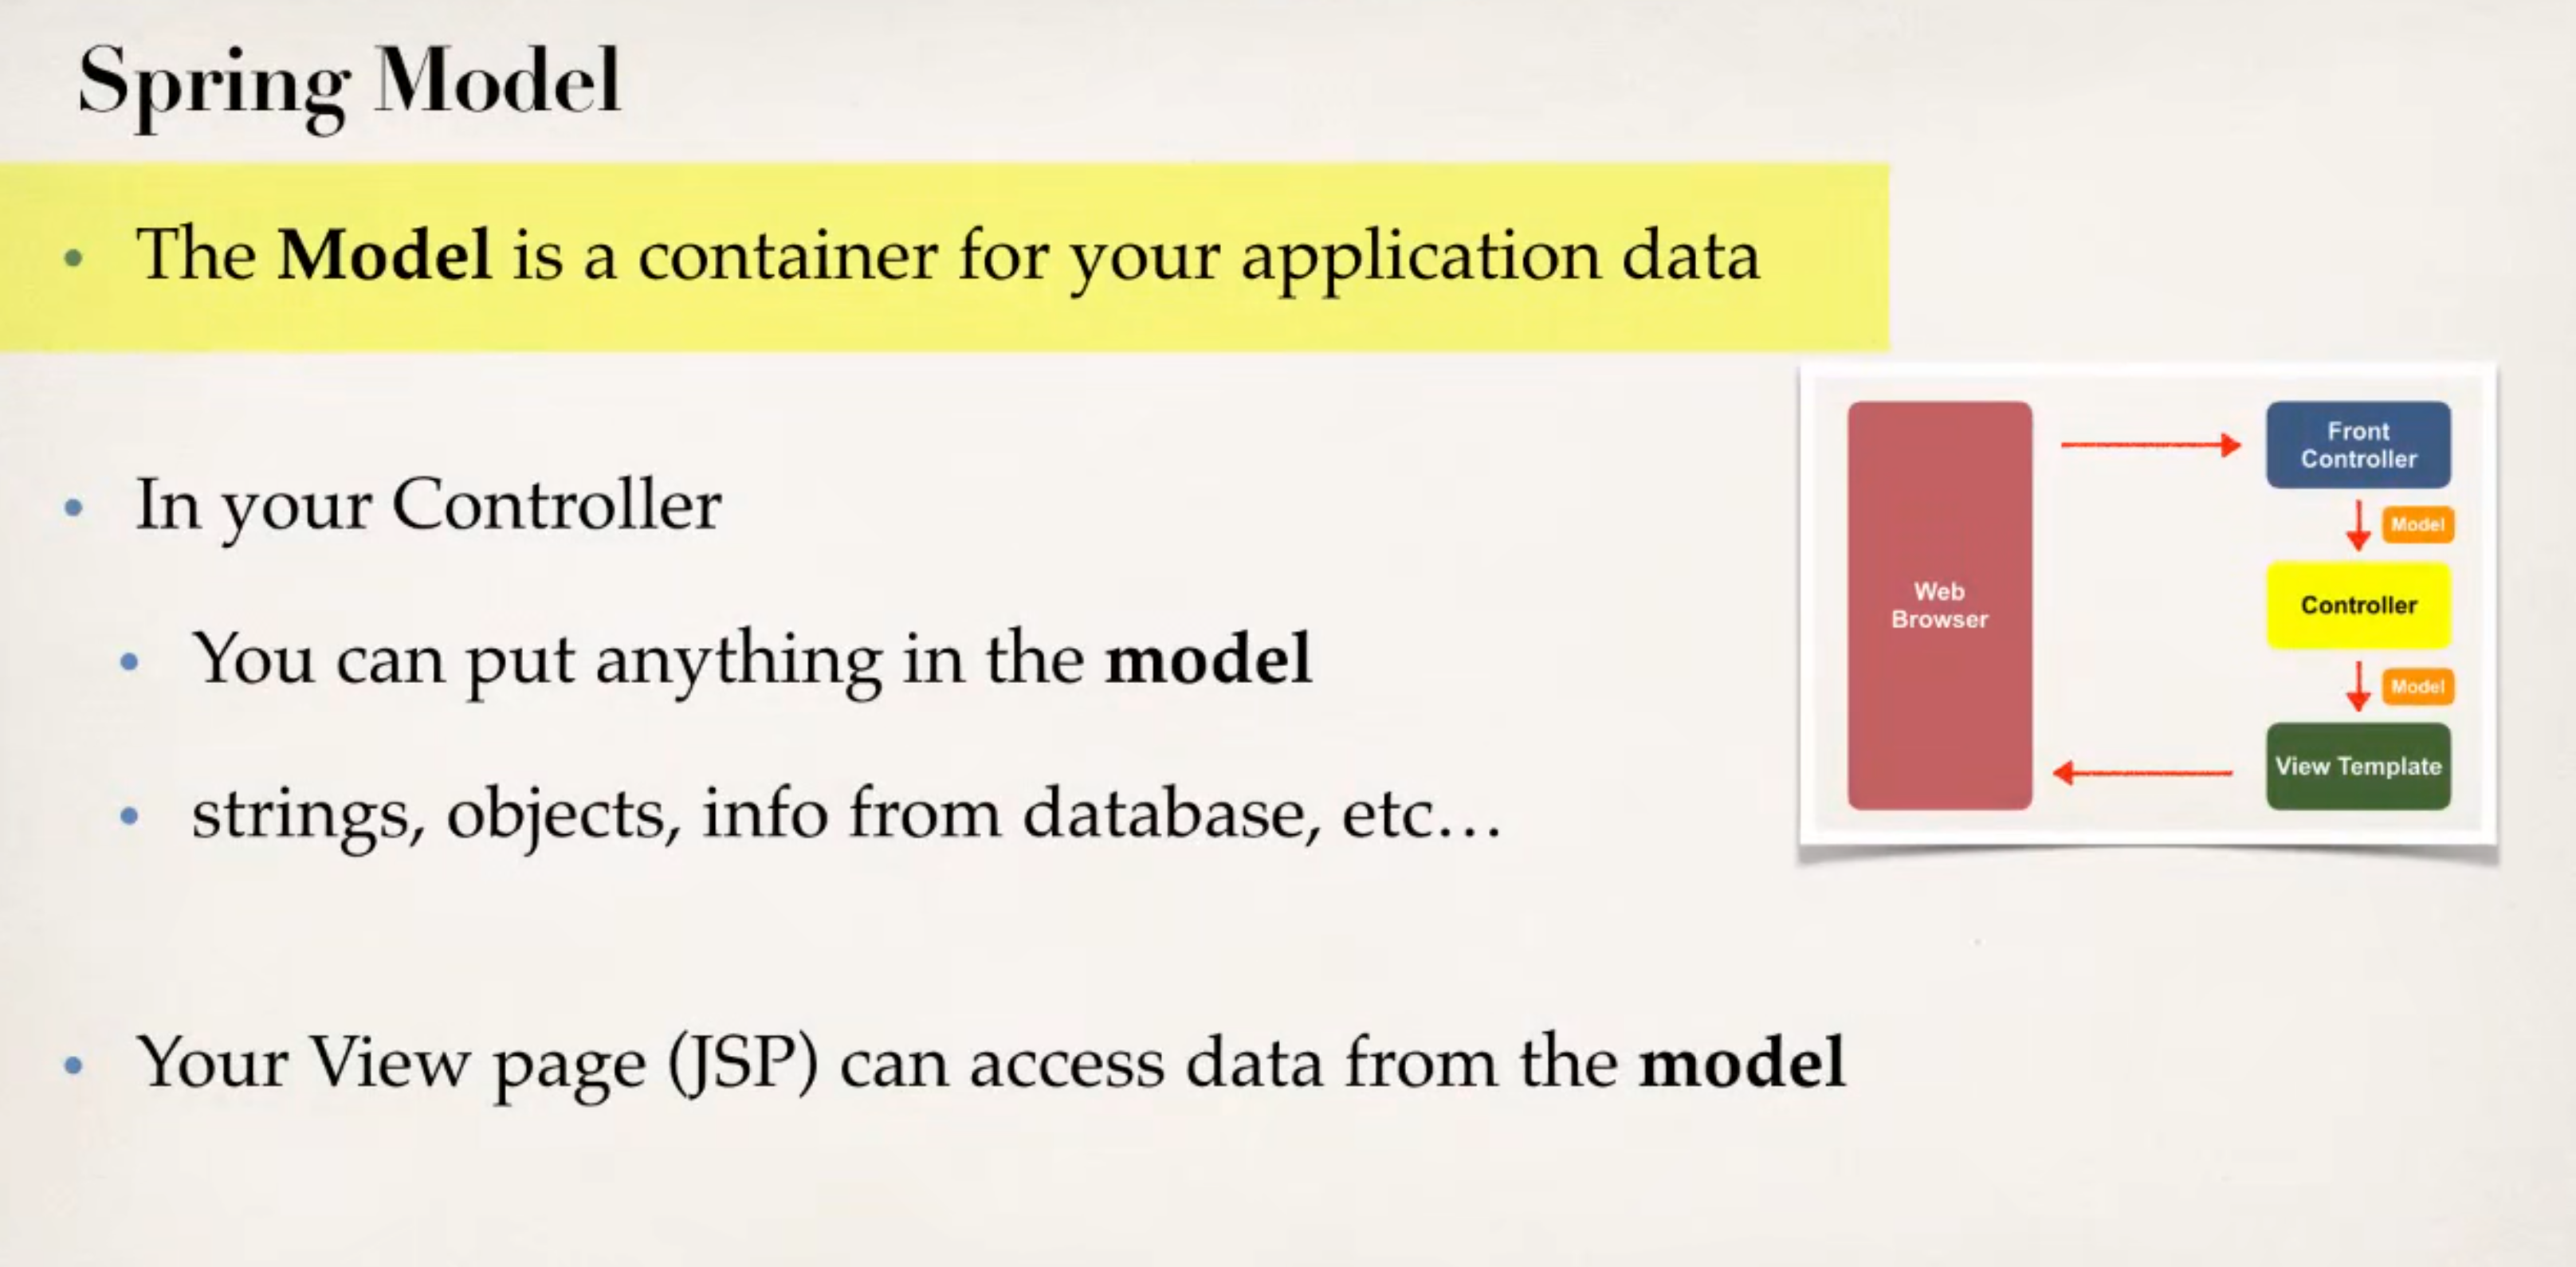 Spring Model
• The Model is a container for your application data
• In your Controller
• You can put anything in the model
• strings, objects, info from database, etc…
• Your View page (JSP) can access data from the model
Web
Browser
Front
Controller
Model
Controller
Model
View Template